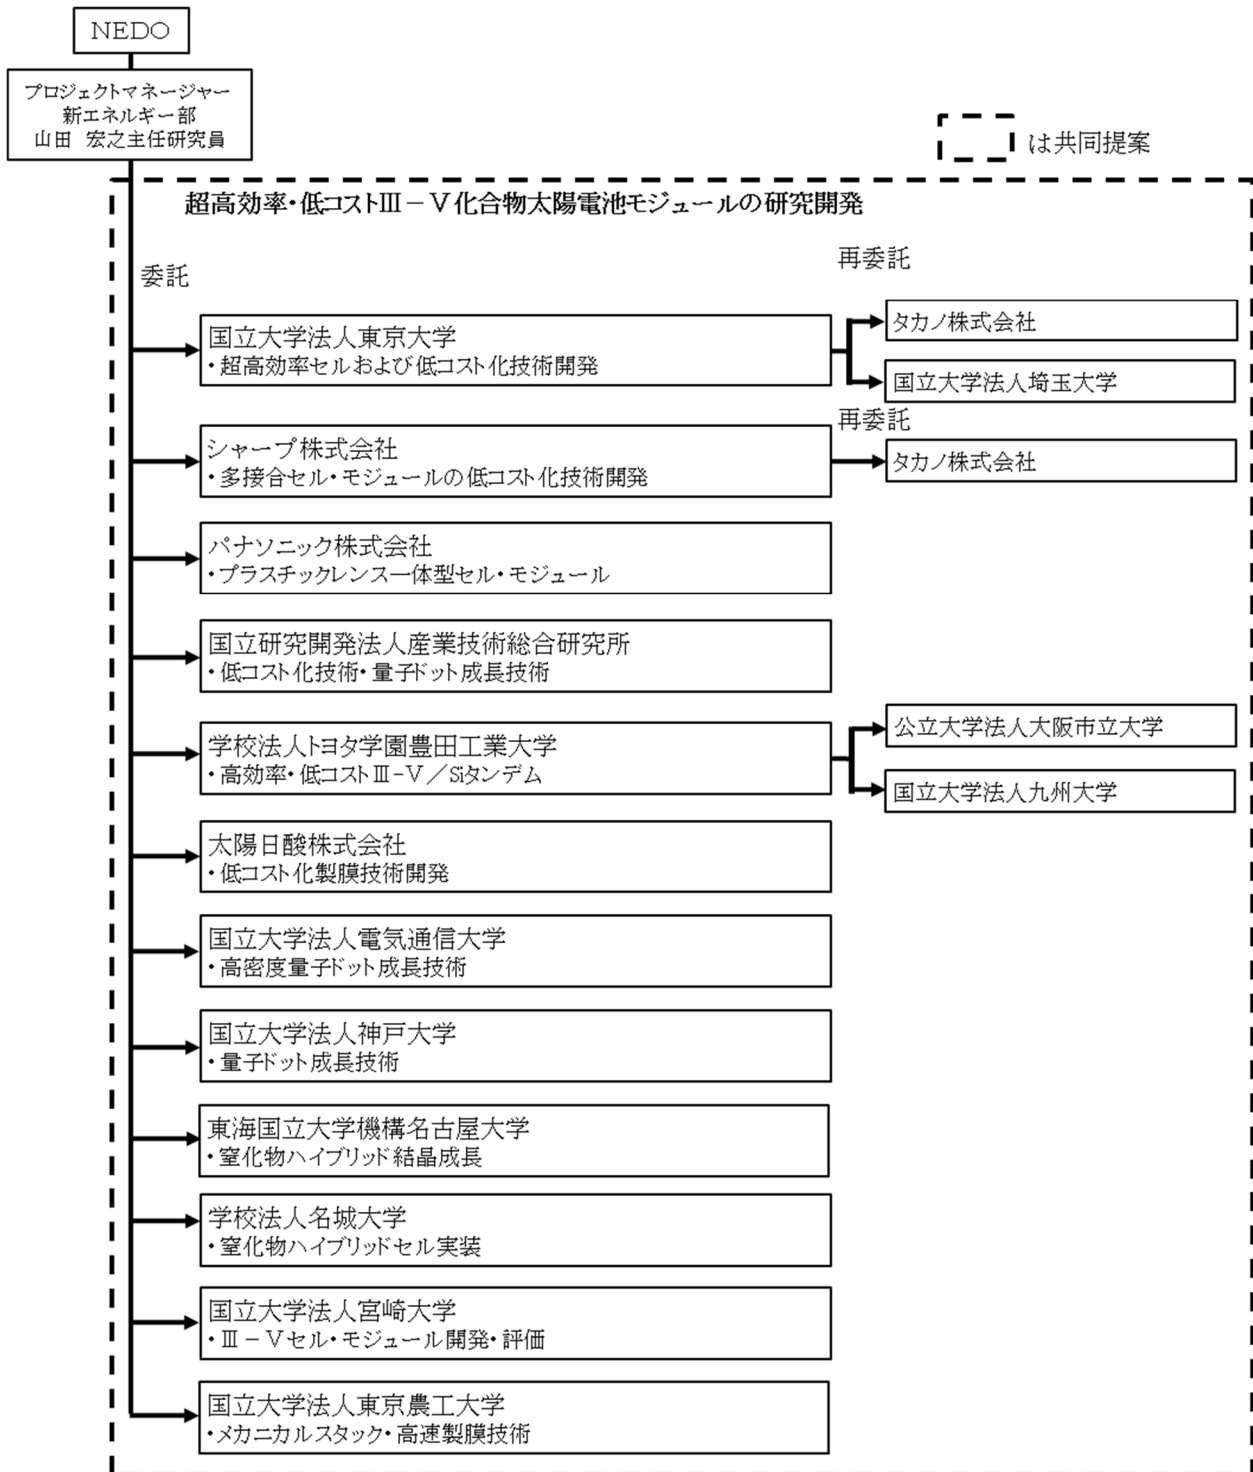 NEDO
プロジェクトマネージャー
新エネルギー部
山田 宏之主任研究員
は共同提案
超高効率・低コストⅢ－Ⅴ化合物太陽電池モジュールの研究開発
委託
再委託
国立大学法人東京大学
・超高効率セルおよび低コスト化技術開発
タカノ株式会社
国立大学法人埼玉大学
再委託
シャープ株式会社
・多接合セル・モジュールの低コスト化技術開発
タカノ株式会社
パナソニック株式会社
・プラスチックレンズ一体型セル・モジュール
国立研究開発法人産業技術総合研究所
・低コスト化技術・量子ドット成長技術
学校法人トヨタ学園豊田工業大学
・高効率・低コストⅢ-Ⅴ／Siタンデム
公立大学法人大阪市立大学
国立大学法人九州大学
太陽日酸株式会社
・低コスト化製膜技術開発
国立大学法人電気通信大学
・高密度量子ドット成長技術
国立大学法人神戸大学
・量子ドット成長技術
東海国立大学機構名古屋大学
・窒化物ハイブリッド結晶成長
学校法人名城大学
・窒化物ハイブリッドセル実装
国立大学法人宮崎大学
・Ⅲ－Ⅴセル・モジュール開発・評価
国立大学法人東京農工大学
・メカニカルスタック・高速製膜技術